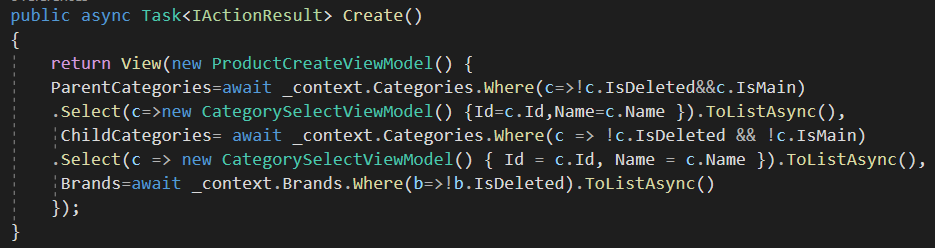 public async Task<IActionResult> Create()
{
return View(new ProductCreateViewModel() {
ParentCategories=await _context.Categories.Where(c=>!c.IsDeleted&&c.IsMain)
.Select(c=>new CategorySelectViewModel() {Id=c.Id,Name=c.Name }).ToListAsync(),
ChildCategories= await _context.Categories.Where(c => !c.IsDeleted && !c.IsMain)
.Select(c => new CategorySelectViewModel() { Id = c.Id, Name = c.Name }).ToListAsync(),
Brands=await _context.Brands.Where(b=>!b.IsDeleted).ToListAsync()
});
}